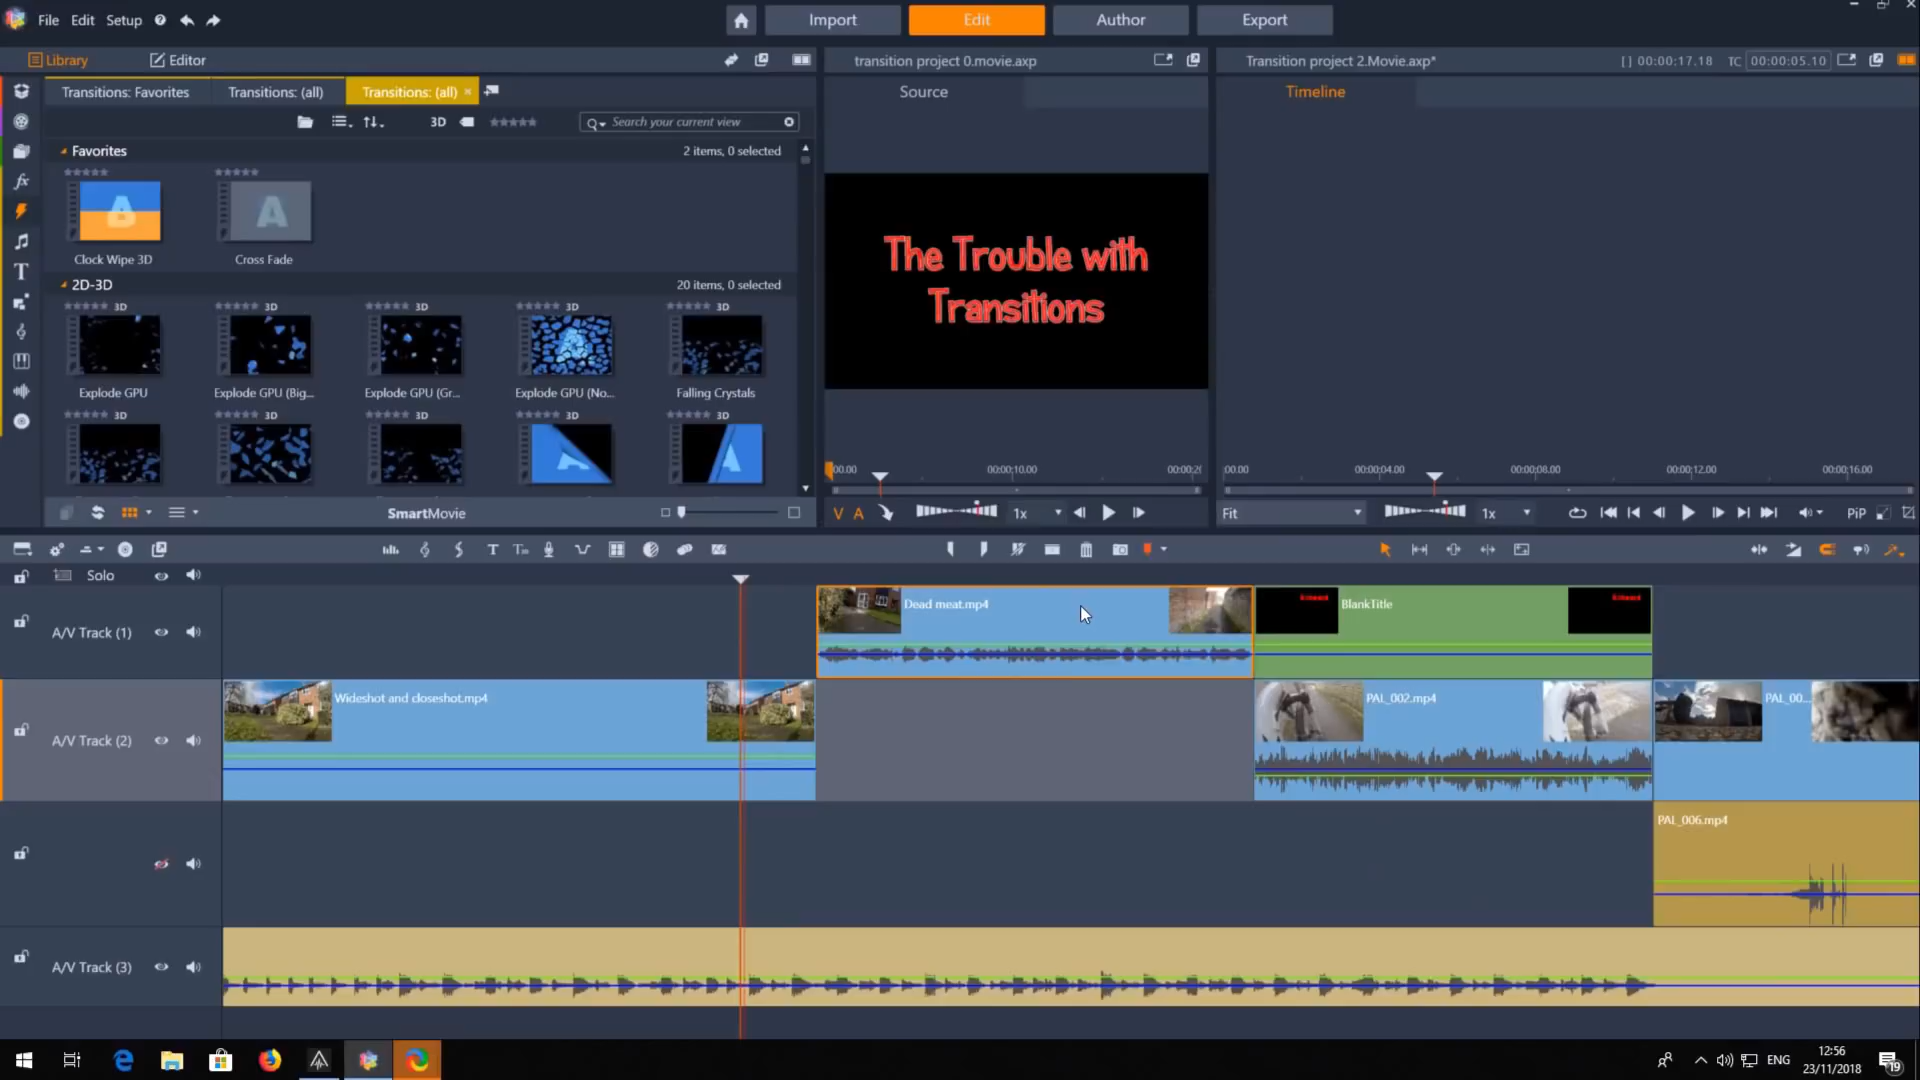 File Edit Setup
Import Edit Author Export
Library Editor
transition project 0.movie.axp
Transition project 2.Movie.axp*
[ ] 00:00:17.18 TC 00:00:05.10
Transitions: Favorites Transitions: (all) Transitions: (all) ×
Source
Timeline
3D
Search your current view
Favorites
2 items, 0 selected
A
A
Clock Wipe 3D Cross Fade
2D-3D
20 items, 0 selected
3D 3D 3D 3D 3D
Explode GPU Explode GPU (Big... Explode GPU (Gr... Explode GPU (No... Falling Crystals
3D 3D 3D 3D 3D
A A
The Trouble with
Transitions
:00.00 00:00:10.00
:00.00 00:00:04.00 00:00:08.00 00:00:12.00 00:00:16.00
SmartMovie
V A 1x
Fit 1x PiP
Solo
A/V Track (1)
Dead meat.mp4
BlankTitle
A/V Track (2)
Wideshot and closeshot.mp4
PAL_002.mp4
PAL_00...
PAL_006.mp4
A/V Track (3)
ENG
12:56
23/11/2018
19